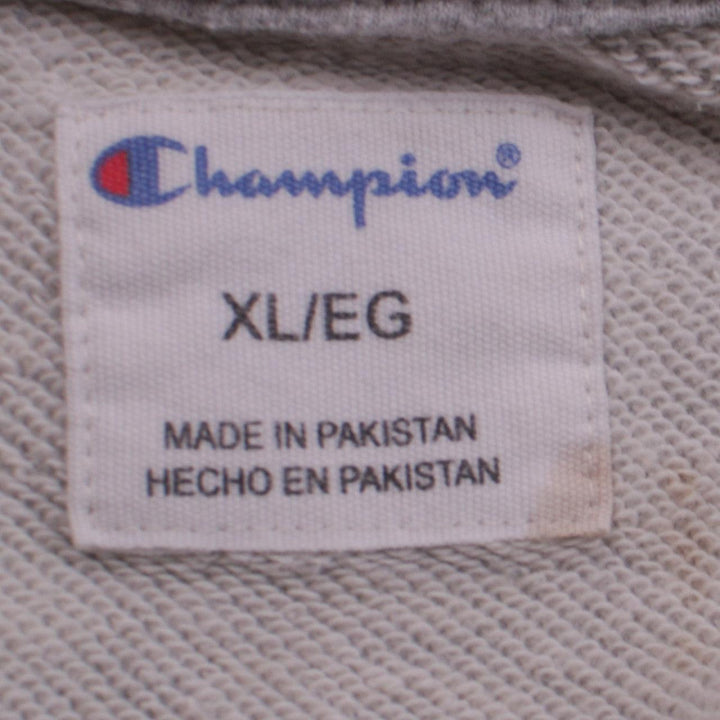 Champion®
XL/EG
MADE IN PAKISTAN
HECHO EN PAKISTAN